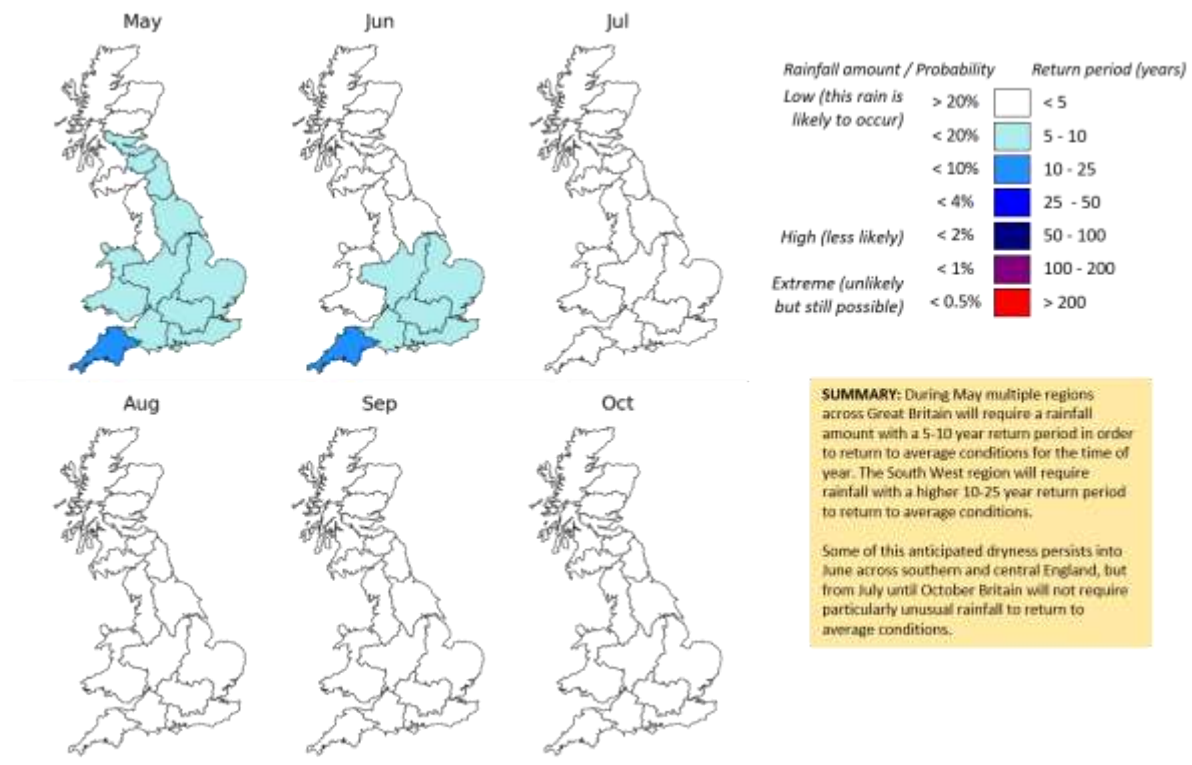 May
Jun
Jul
Rainfall amount / Probability
Return period (years)
Low (this rain is
likely to occur)
> 20%
< 5
< 20%
5 - 10
< 10%
10 - 25
< 4%
25 - 50
High (less likely)
< 2%
50 - 100
< 1%
100 - 200
Extreme (unlikely
but still possible)
< 0.5%
> 200
Aug
Sep
Oct
SUMMARY: During May multiple regions
across Great Britain will require a rainfall
amount with a 5-10 year return period in order
to return to average conditions for the time of
year. The South West region will require
rainfall with a higher 10-25 year return period
to return to average conditions.
Some of this anticipated dryness persists into
June across southern and central England, but
from July until October Britain will not require
particularly unusual rainfall to return to
average conditions.